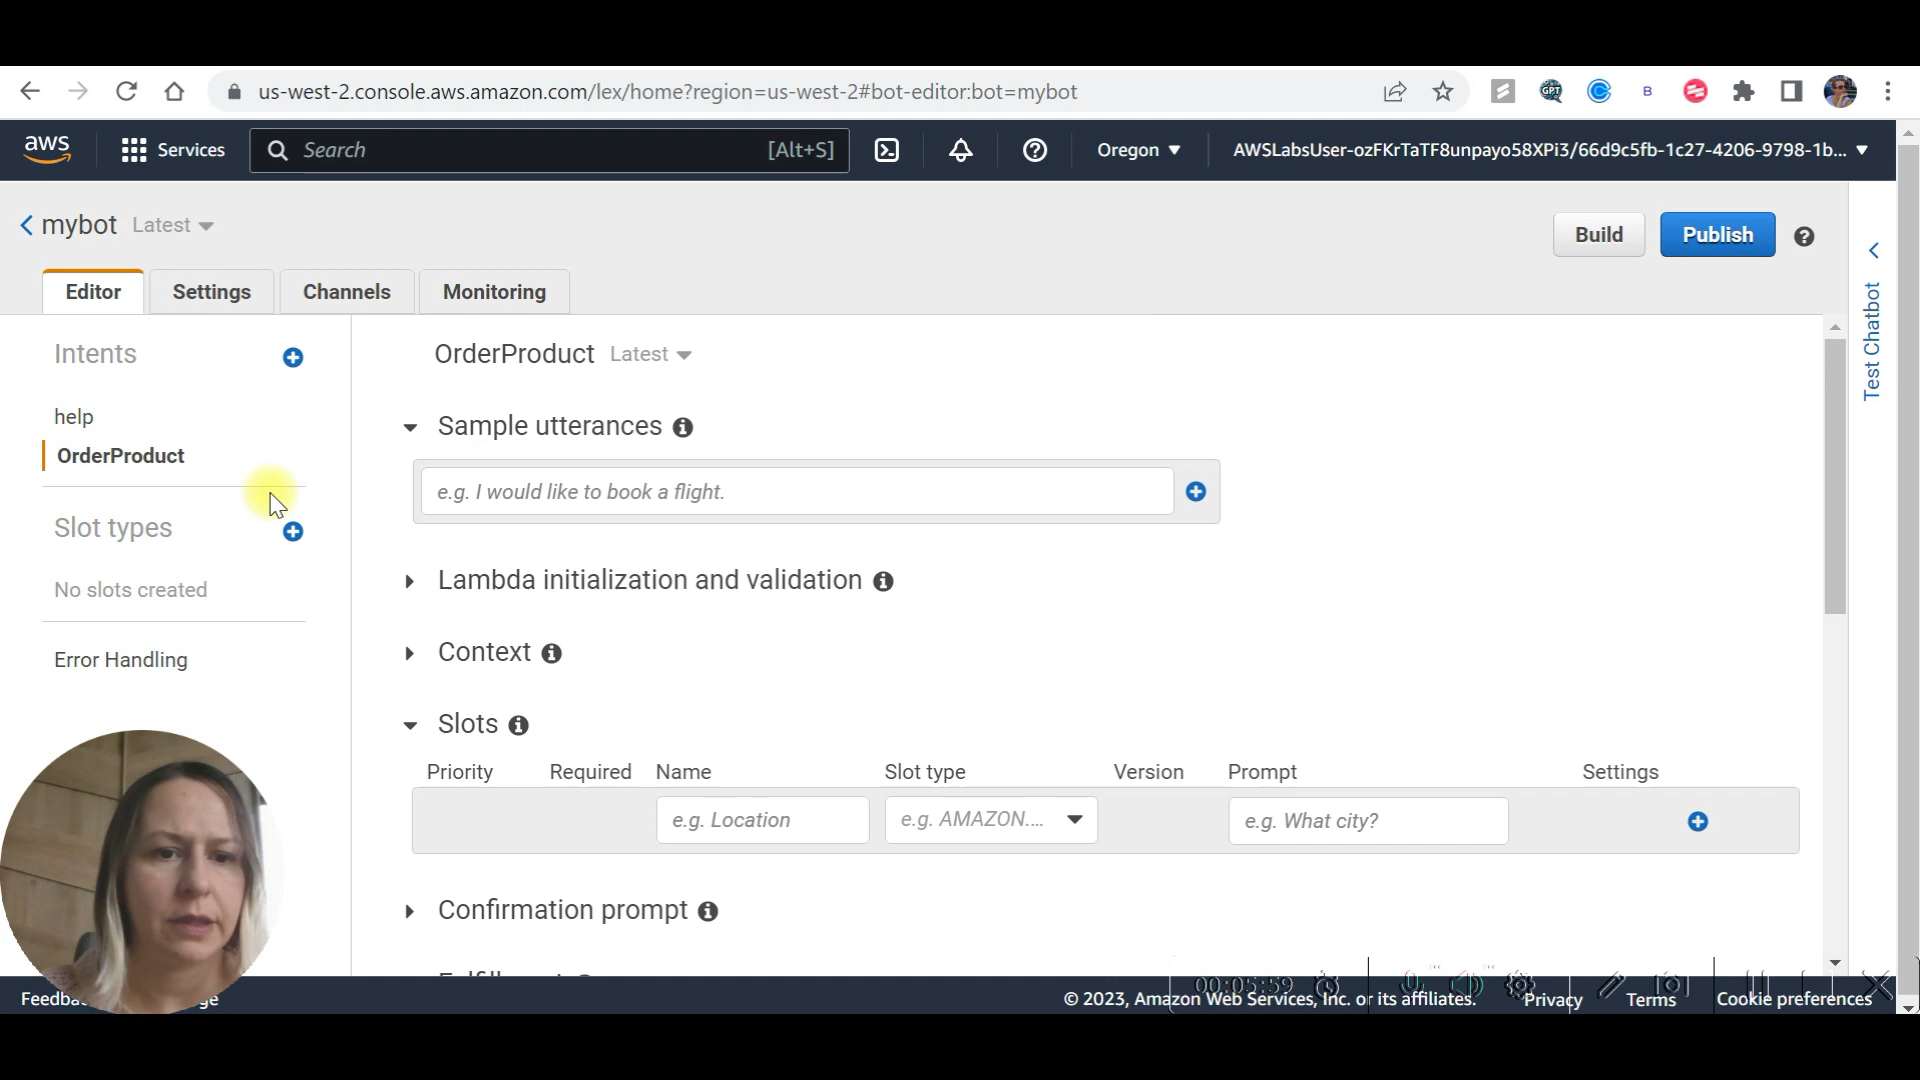 us-west-2.console.aws.amazon.com/lex/home?region=us-west-2#bot-editor:bot=mybot
GPT
B
aws
Services
Search
[Alt+S]
Oregon
AWSLabsUser-ozFKrTaTF8unpayo58XPi3/66d9c5fb-1c27-4206-9798-1b...
mybot
Latest
Build
Publish
Editor
Settings
Channels
Monitoring
Test Chatbot
Intents
help
OrderProduct
Slot types
No slots created
Error Handling
OrderProduct
Latest
Sample utterances
e.g. I would like to book a flight.
Lambda initialization and validation
Context
Slots
Priority
Required
Name
Slot type
Version
Prompt
Settings
e.g. Location
e.g. AMAZON....
e.g. What city?
Confirmation prompt
00:05:59
© 2023, Amazon Web Services, Inc. or its affiliates.
Privacy
Terms
Cookie preferences